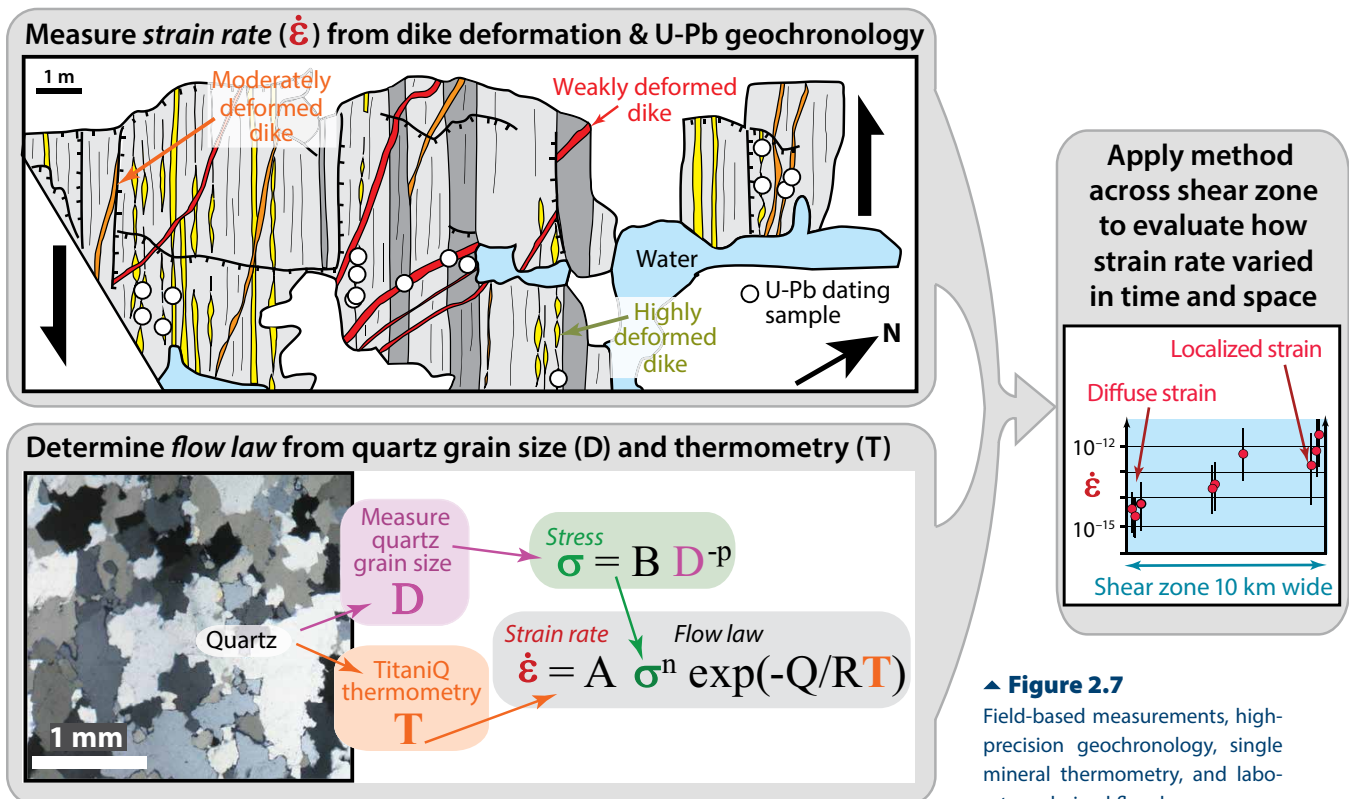 Measure strain rate (ε̇) from dike deformation & U-Pb geochronology
1 m
Moderately
deformed
dike
Weakly deformed
dike
Water
U-Pb dating
sample
Highly
deformed
dike
N
Determine flow law from quartz grain size (D) and thermometry (T)
Measure
quartz
grain size
D
Quartz
TitaniQ
thermometry
T
1 mm
Stress
σ = B D⁻ᵖ
Strain rate Flow law
ε̇ = A σⁿ exp(-Q/RT)
Apply method
across shear zone
to evaluate how
strain rate varied
in time and space
Localized strain
Diffuse strain
10⁻¹²
ε̇
10⁻¹⁵
Shear zone 10 km wide
Figure 2.7
Field-based measurements, high-
precision geochronology, single
mineral thermometry, and labo-